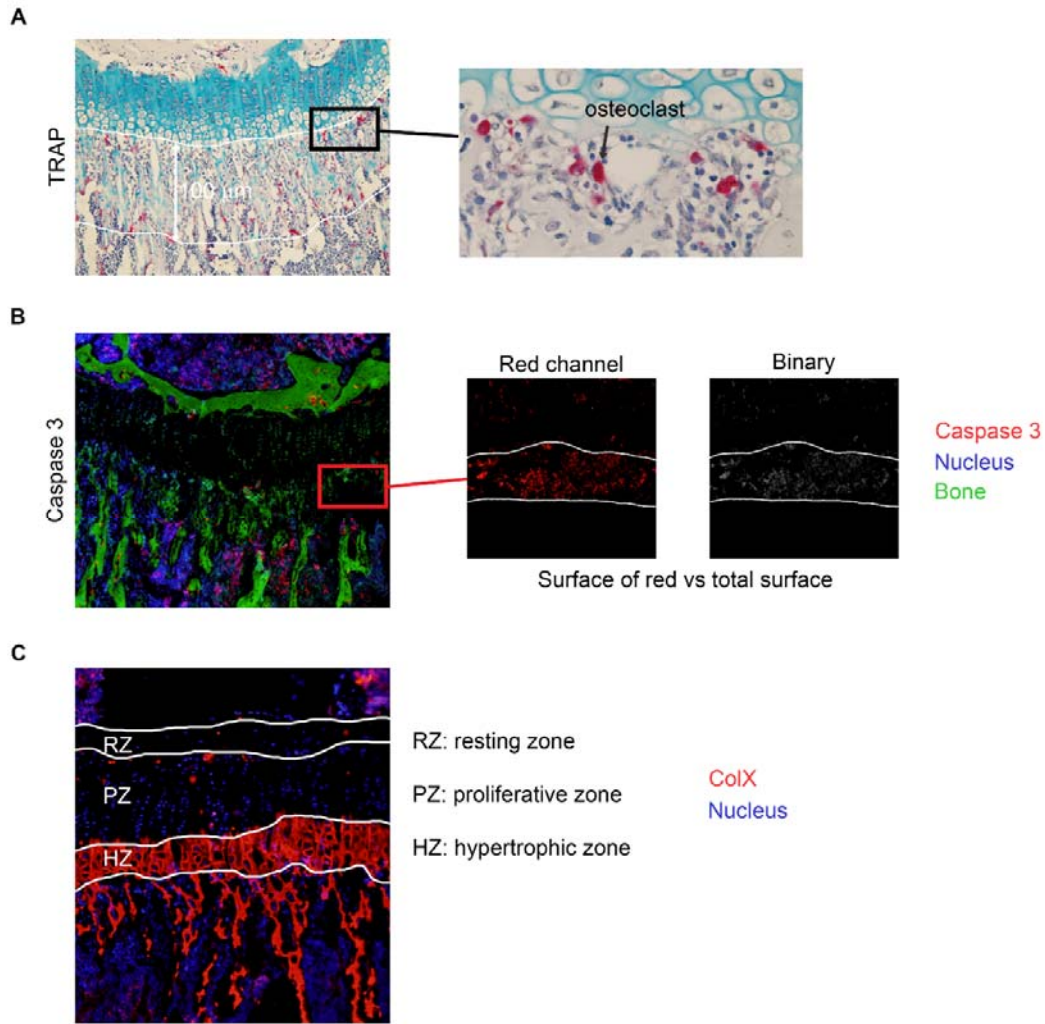 A
TRAP
100 μm
osteoclast
B
Caspase 3
Red channel
Binary
Caspase 3
Nucleus
Bone
Surface of red vs total surface
C
RZ
RZ: resting zone
PZ
PZ: proliferative zone
HZ
HZ: hypertrophic zone
ColX
Nucleus